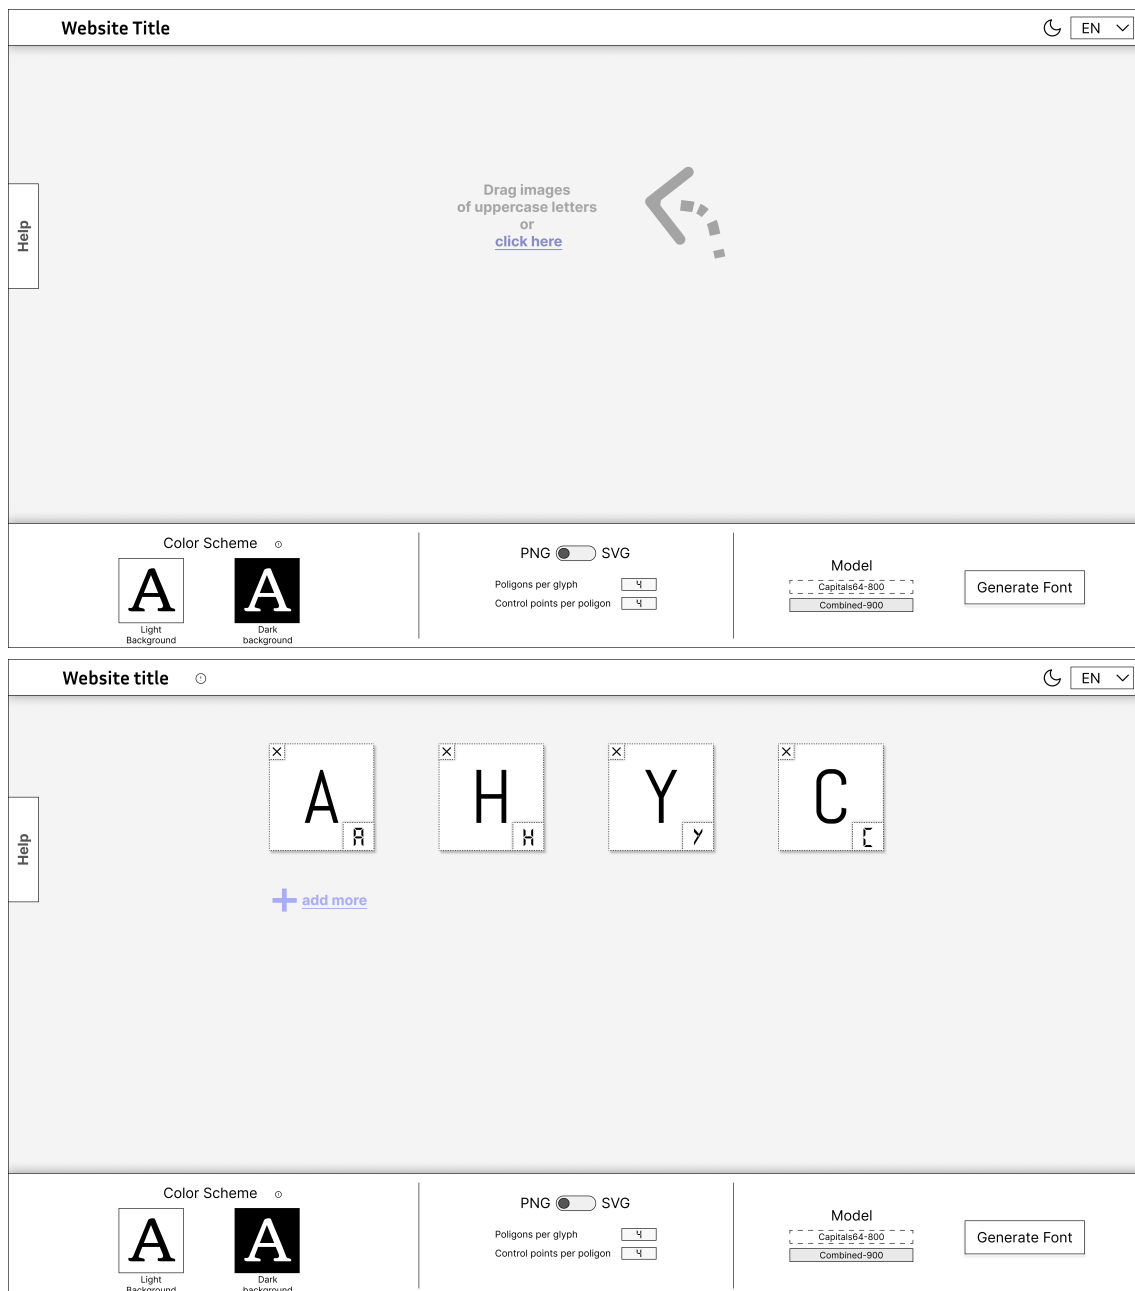 Website Title
EN
Help
Drag images
of uppercase letters
or
click here
Color Scheme
A
A
Light
Background
Dark
background
PNG
SVG
Poligons per glyph
4
Control points per poligon
4
Model
Capitals64-800
Combined-900
Generate Font
Website title
EN
Help
A
A
H
H
Y
Y
C
C
add more
Color Scheme
A
A
Light
Background
Dark
background
PNG
SVG
Poligons per glyph
4
Control points per poligon
4
Model
Capitals64-800
Combined-900
Generate Font